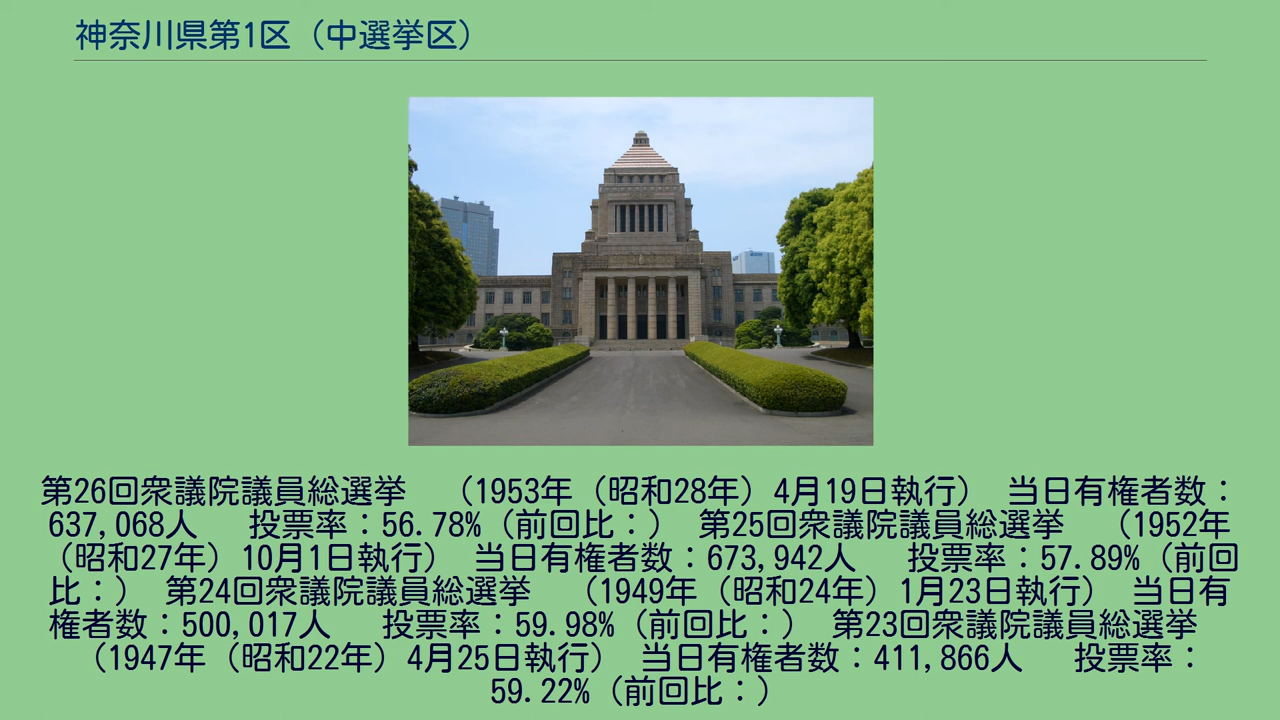 神奈川県第1区（中選挙区）
第26回衆議院議員総選挙　（1953年（昭和28年）4月19日執行）　当日有権者数：
637,068人　 投票率：56.78%（前回比：）　第25回衆議院議員総選挙　（1952年
（昭和27年）10月1日執行）　当日有権者数：673,942人　 投票率：57.89%（前回
比：）　第24回衆議院議員総選挙　（1949年（昭和24年）1月23日執行）　当日有
権者数：500,017人　 投票率：59.98%（前回比：）　第23回衆議院議員総選挙
（1947年（昭和22年）4月25日執行）　当日有権者数：411,866人　 投票率：
59.22%（前回比：）